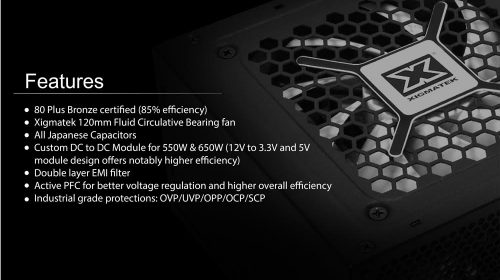 Features
80 Plus Bronze certified (85% efficiency)
Xigmatek 120mm Fluid Circulative Bearing fan
All Japanese Capacitors
Custom DC to DC Module for 550W & 650W (12V to 3.3V and 5V
module design offers notably higher efficiency)
Double layer EMI filter
Active PFC for better voltage regulation and higher overall efficiency
Industrial grade protections: OVP/UVP/OPP/OCP/SCP
XIGMATEK